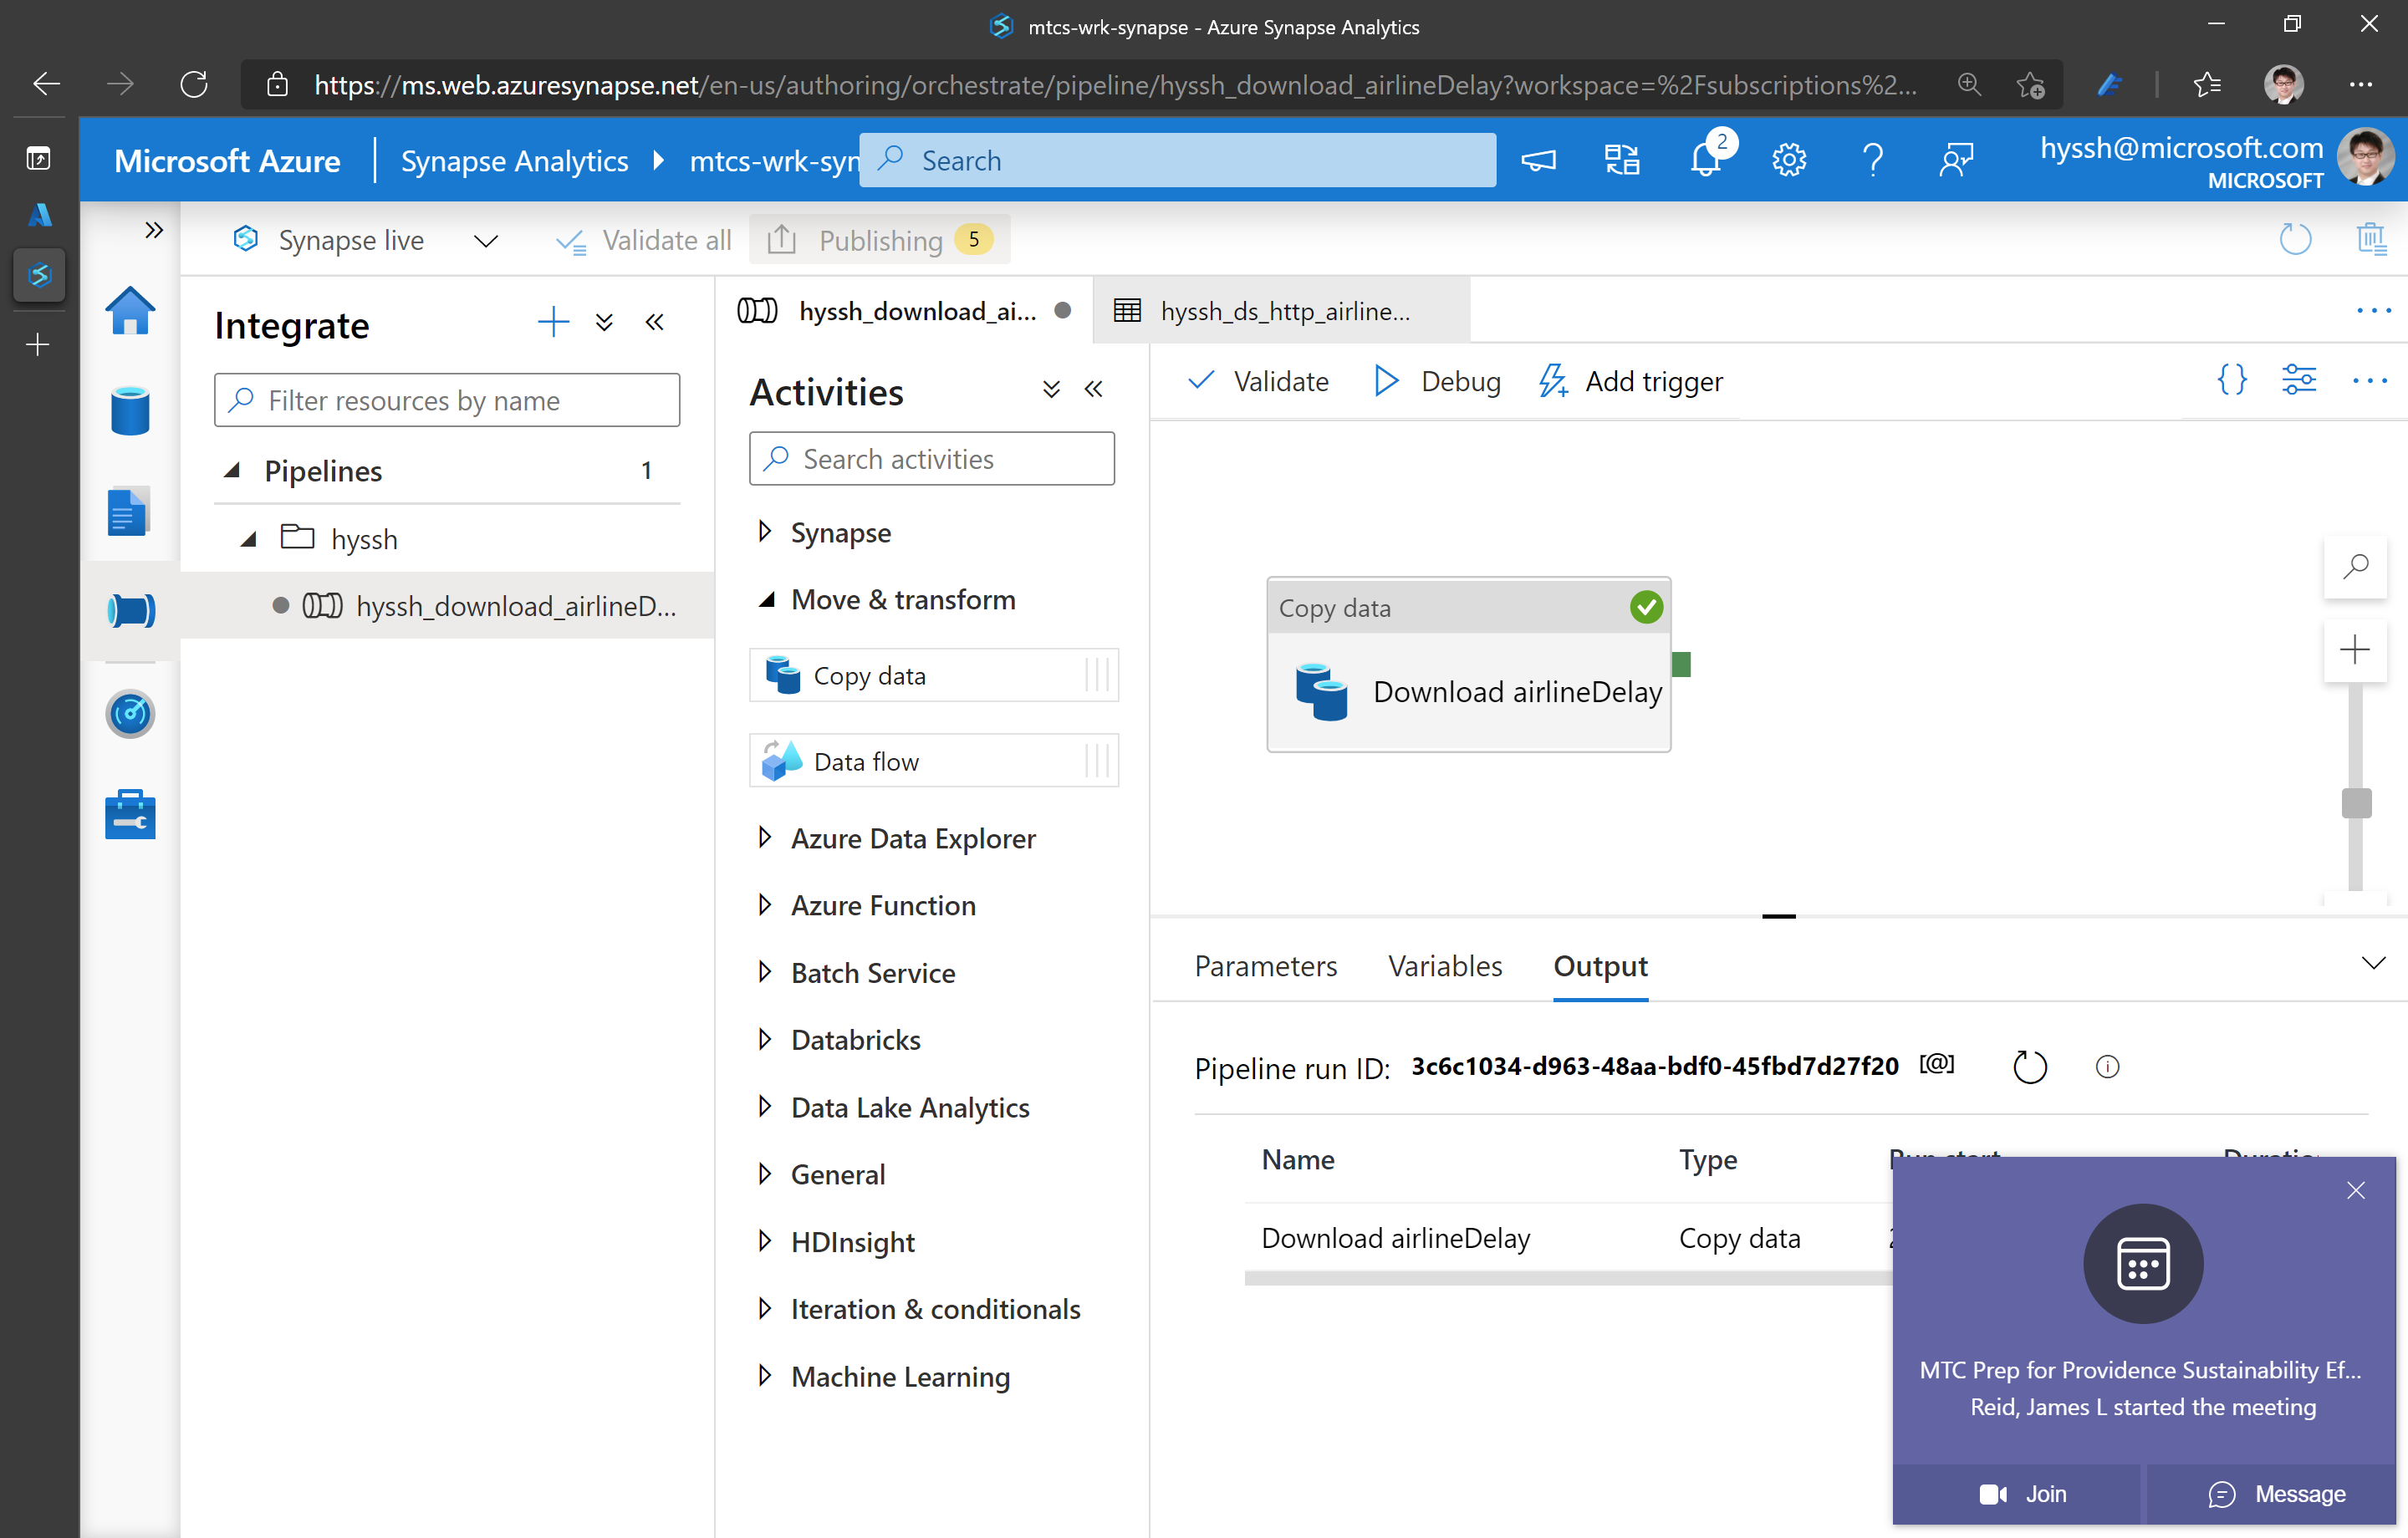 mtcs-wrk-synapse - Azure Synapse Analytics
https://ms.web.azuresynapse.net/en-us/authoring/orchestrate/pipeline/hyssh_download_airlineDelay?workspace=%2Fsubscriptions%2...
Microsoft Azure
Synapse Analytics
mtcs-wrk-syn
Search
2
hyssh@microsoft.com
MICROSOFT
Synapse live
Validate all
Publishing
5
Integrate
Filter resources by name
Pipelines
1
hyssh
hyssh_download_airlineD...
hyssh_download_ai...
hyssh_ds_http_airline...
Activities
Search activities
Synapse
Move & transform
Copy data
Data flow
Azure Data Explorer
Azure Function
Batch Service
Databricks
Data Lake Analytics
General
HDInsight
Iteration & conditionals
Machine Learning
Validate
Debug
Add trigger
{}
Copy data
Download airlineDelay
Parameters
Variables
Output
Pipeline run ID: 3c6c1034-d963-48aa-bdf0-45fbd7d27f20 [@]
Name
Type
Download airlineDelay
Copy data
MTC Prep for Providence Sustainability Ef...
Reid, James L started the meeting
Join
Message